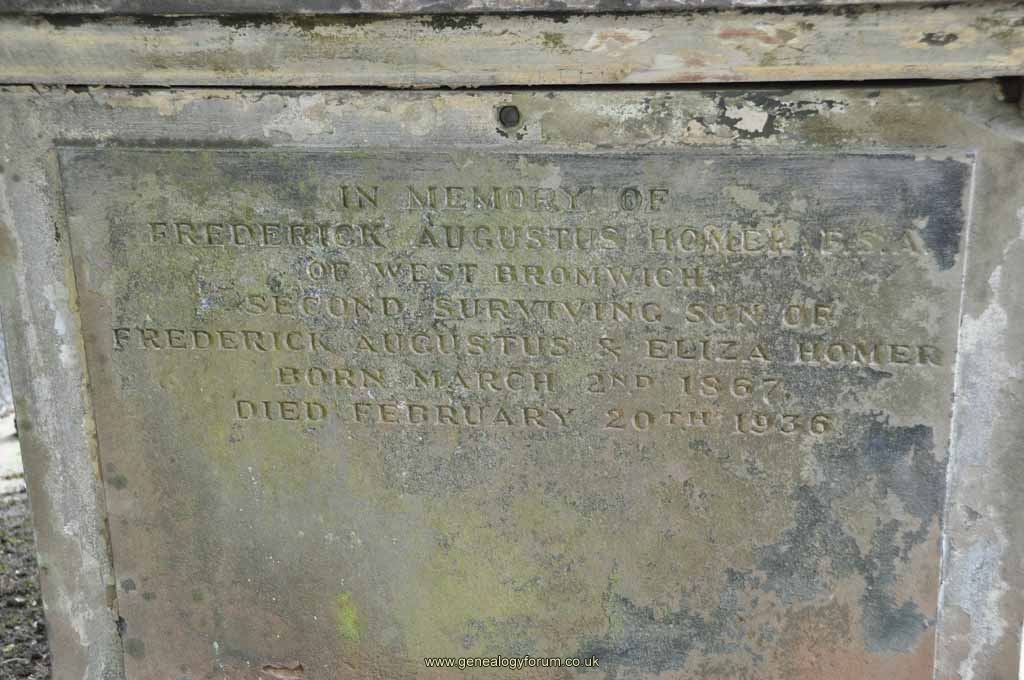 IN MEMORY OF
FREDERICK AUGUSTUS HOMER, F.S.A.
OF WEST BROMWICH,
SECOND SURVIVING SON OF
FREDERICK AUGUSTUS & ELIZA HOMER
BORN MARCH 2ND 1867,
DIED FEBRUARY 20TH 1936
www.genealogyforum.co.uk